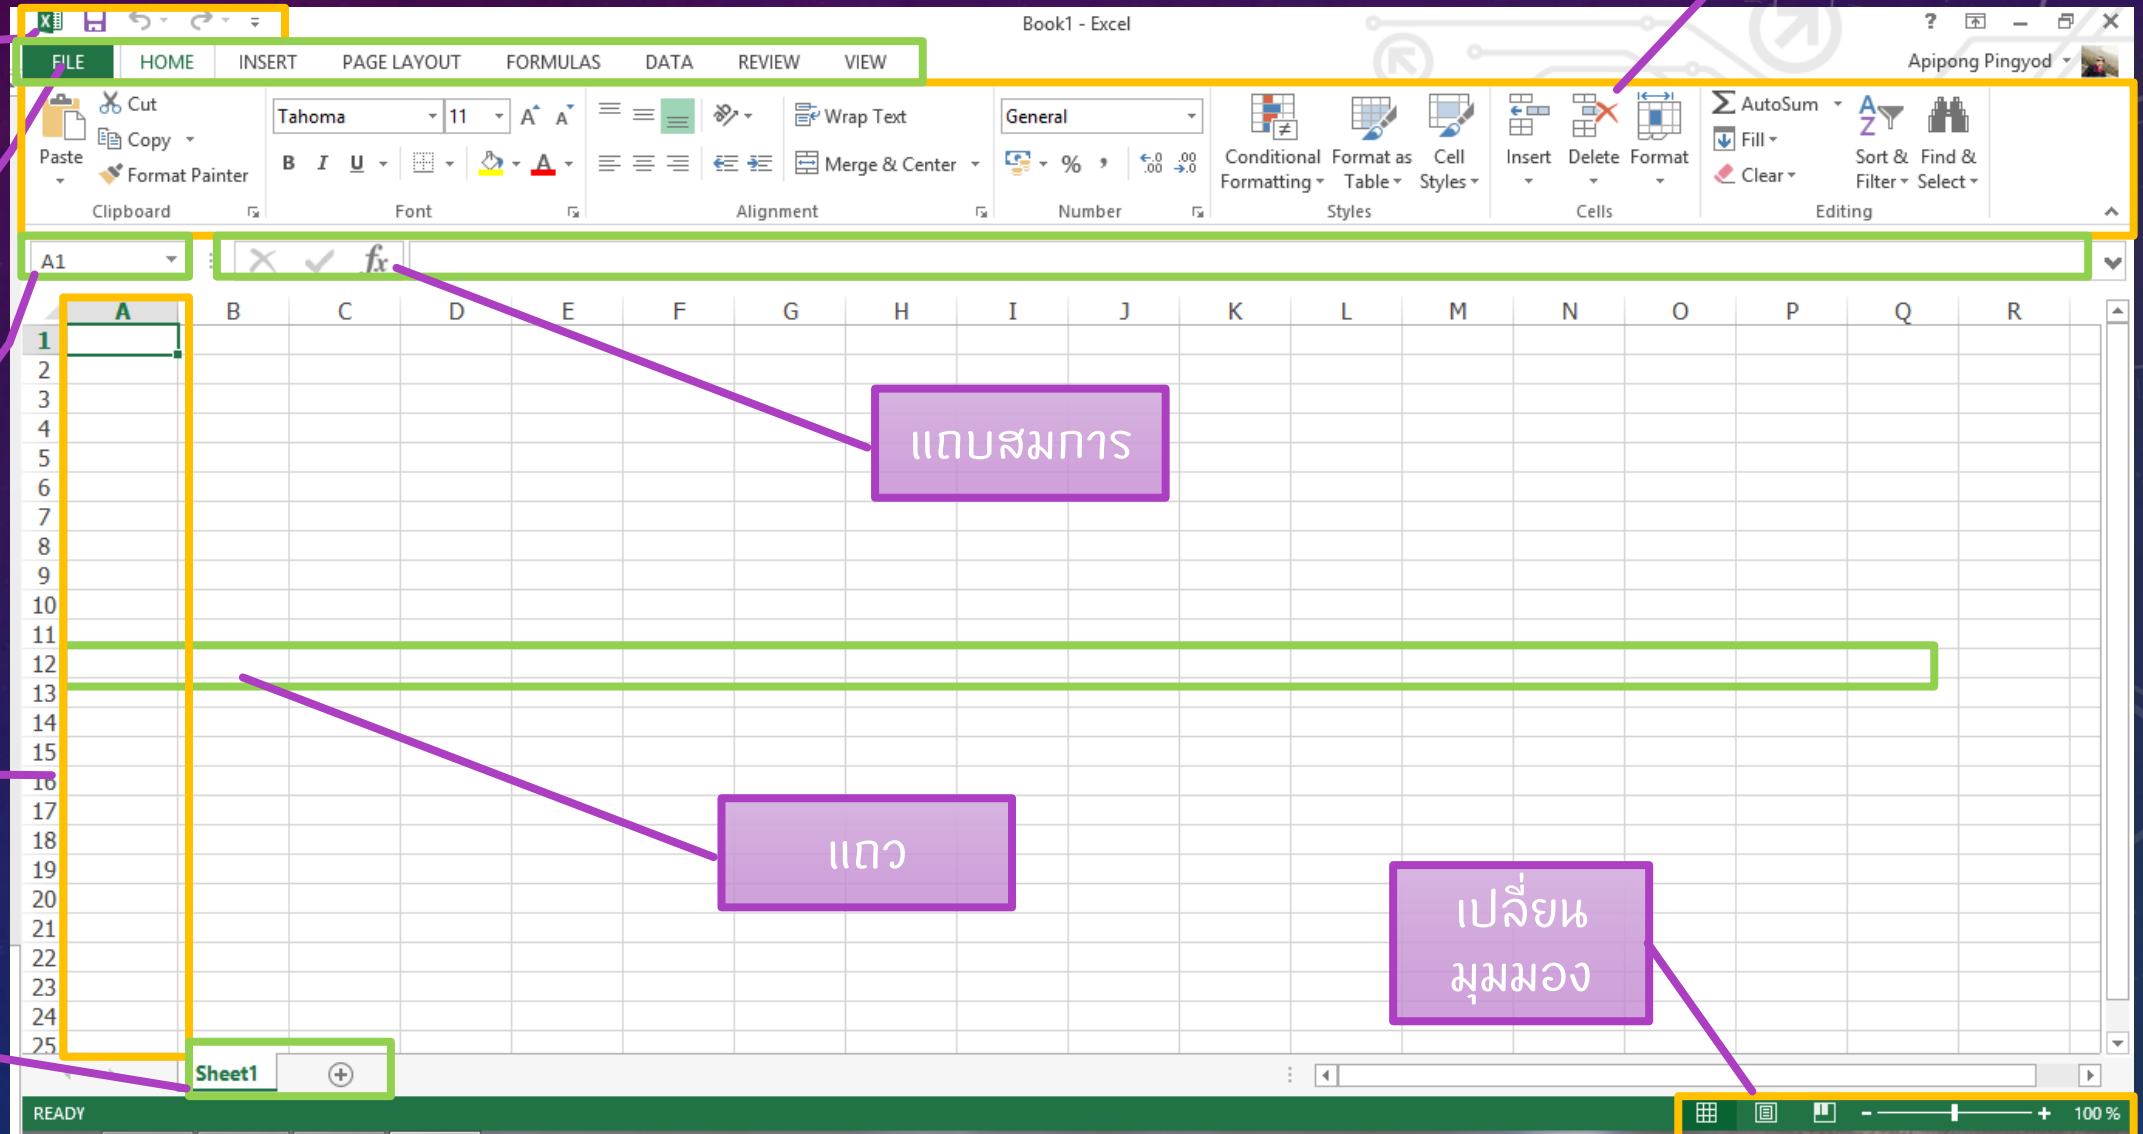 Book1 - Excel
?
Apipong Pingyod
FILE HOME INSERT PAGE LAYOUT FORMULAS DATA REVIEW VIEW
Paste
Cut
Copy
Format Painter
Clipboard
Tahoma 11 A A
B I U A
Font
Wrap Text
Merge & Center
Alignment
General
% , .0 .00 .00 .0
Number
Conditional Formatting
Format as Table
Cell Styles
Styles
Insert Delete Format
Cells
AutoSum
Fill
Clear
A Z
Sort & Filter
Find & Select
Editing
A1 fx
A B C D E F G H I J K L M N O P Q R
1
2
3
4
5
6
7
8
9
10
11
12
13
14
15
16
17
18
19
20
21
22
23
24
25
แถบสมการ
แถว
เปลี่ยน
มุมมอง
Sheet1
READY
100 %